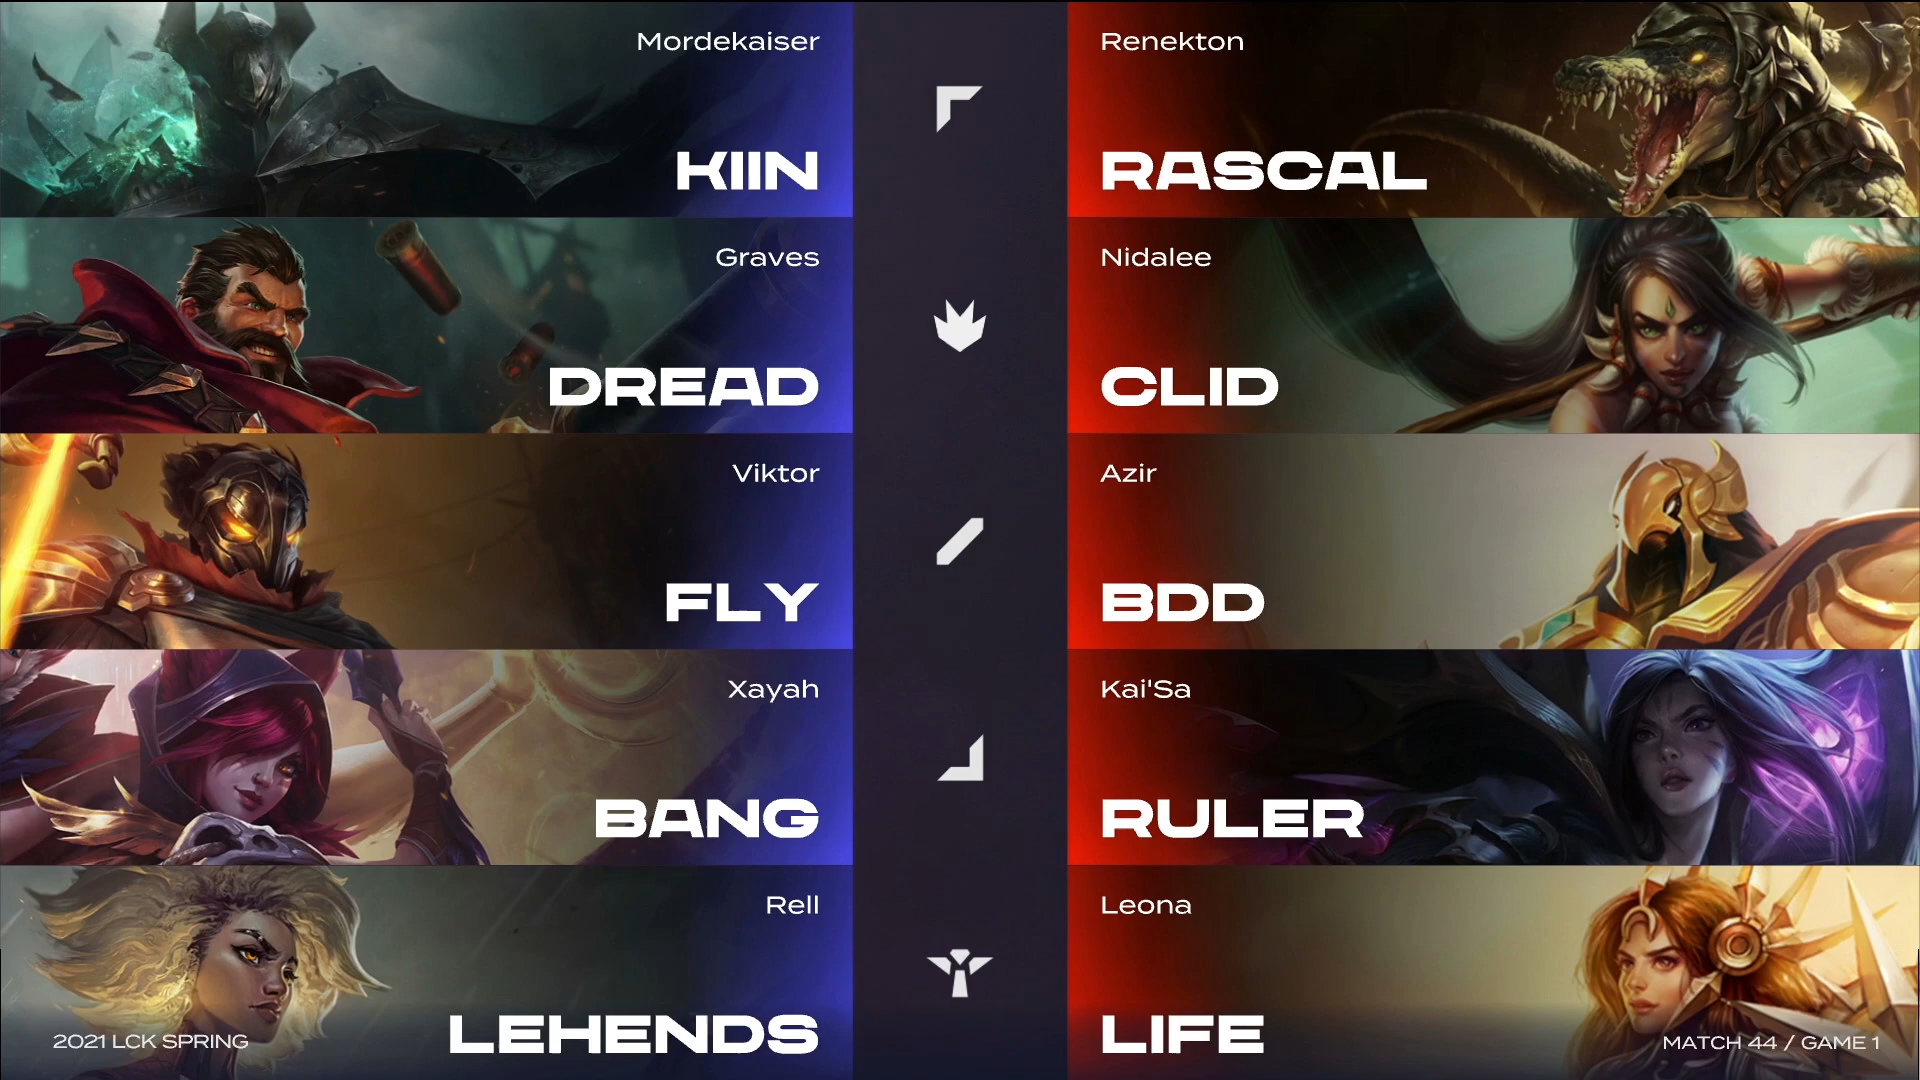 Mordekaiser
KIIN
Renekton
RASCAL
Graves
DREAD
Nidalee
CLID
Viktor
FLY
Azir
BDD
Xayah
BANG
Kai'Sa
RULER
Rell
LEHENDS
Leona
LIFE
2021 LCK SPRING
MATCH 44 / GAME 1